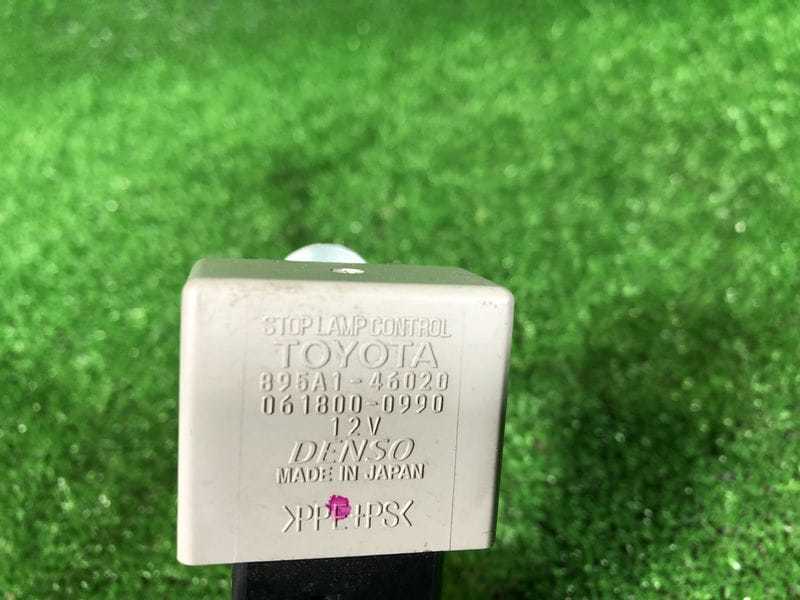 STOP LAMP CONTROL
TOYOTA
895A1-46020
061800-0990
12V
DENSO
MADE IN JAPAN
>PPE+PS<